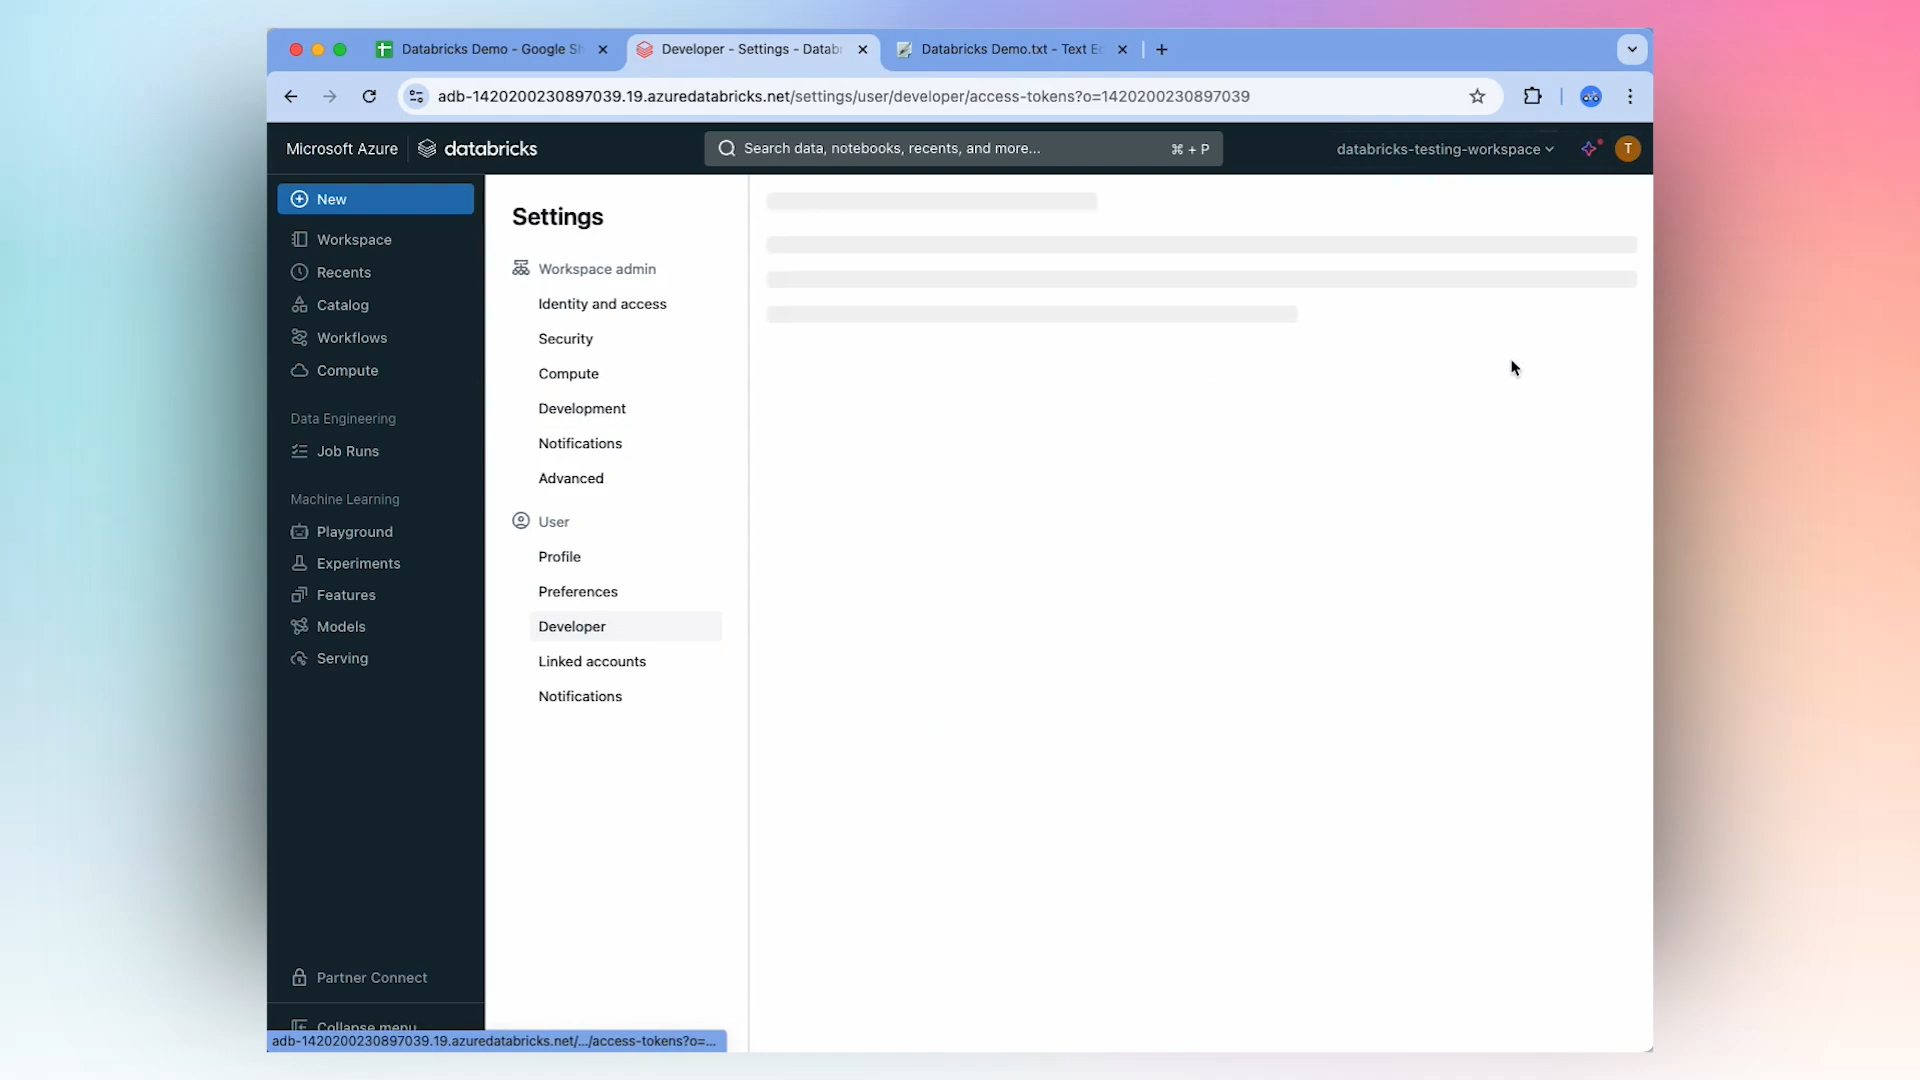 Databricks Demo - Google Sh
Developer - Settings - Databr
Databricks Demo.txt - Text Ed
adb-1420200230897039.19.azuredatabricks.net/settings/user/developer/access-tokens?o=1420200230897039
Microsoft Azure
databricks
Search data, notebooks, recents, and more...
⌘ + P
databricks-testing-workspace
T
New
Workspace
Recents
Catalog
Workflows
Compute
Data Engineering
Job Runs
Machine Learning
Playground
Experiments
Features
Models
Serving
Partner Connect
Collapse menu
Settings
Workspace admin
Identity and access
Security
Compute
Development
Notifications
Advanced
User
Profile
Preferences
Developer
Linked accounts
Notifications
adb-1420200230897039.19.azuredatabricks.net/.../access-tokens?o=...